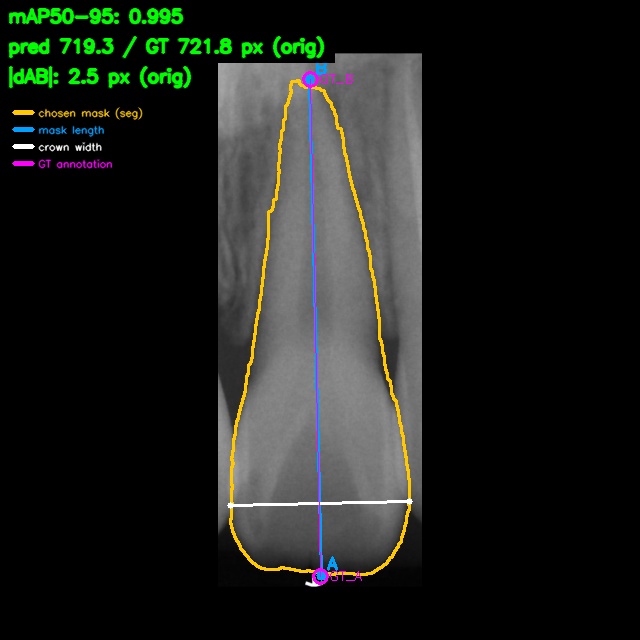 mAP50-95: 0.995
pred 719.3 / GT 721.8 px (orig)
|dAB|: 2.5 px (orig)
chosen mask (seg)
mask length
crown width
GT annotation
B
A
GT_A